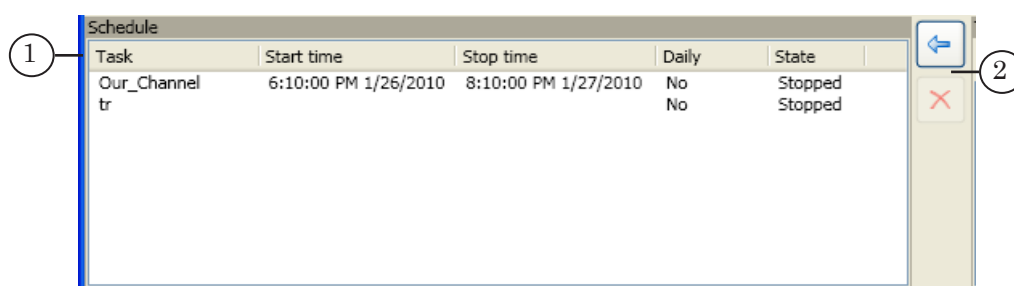 Schedule
1
Task Start time Stop time Daily State
2
Our_Channel 6:10:00 PM 1/26/2010 8:10:00 PM 1/27/2010 No Stopped
tr No Stopped